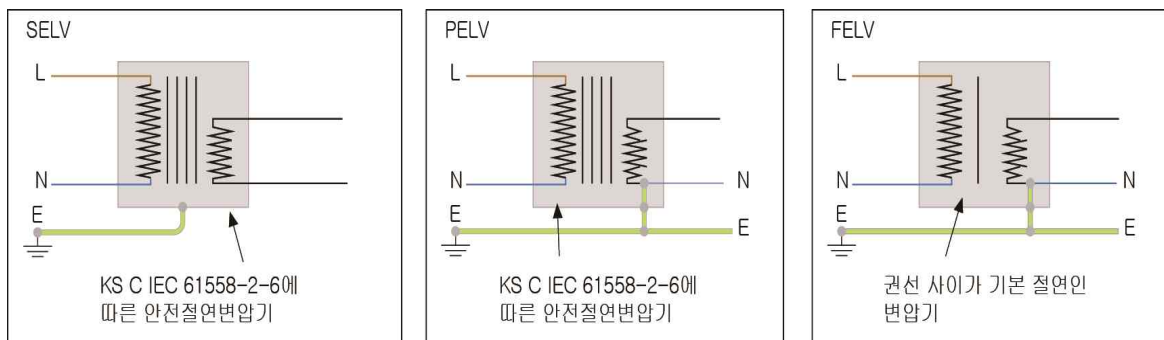 SELV
L
N
E
KS C IEC 61558-2-6에
따른 안전절연변압기
PELV
L
N
N
E
E
KS C IEC 61558-2-6에
따른 안전절연변압기
FELV
L
N
N
E
E
권선 사이가 기본 절연인
변압기